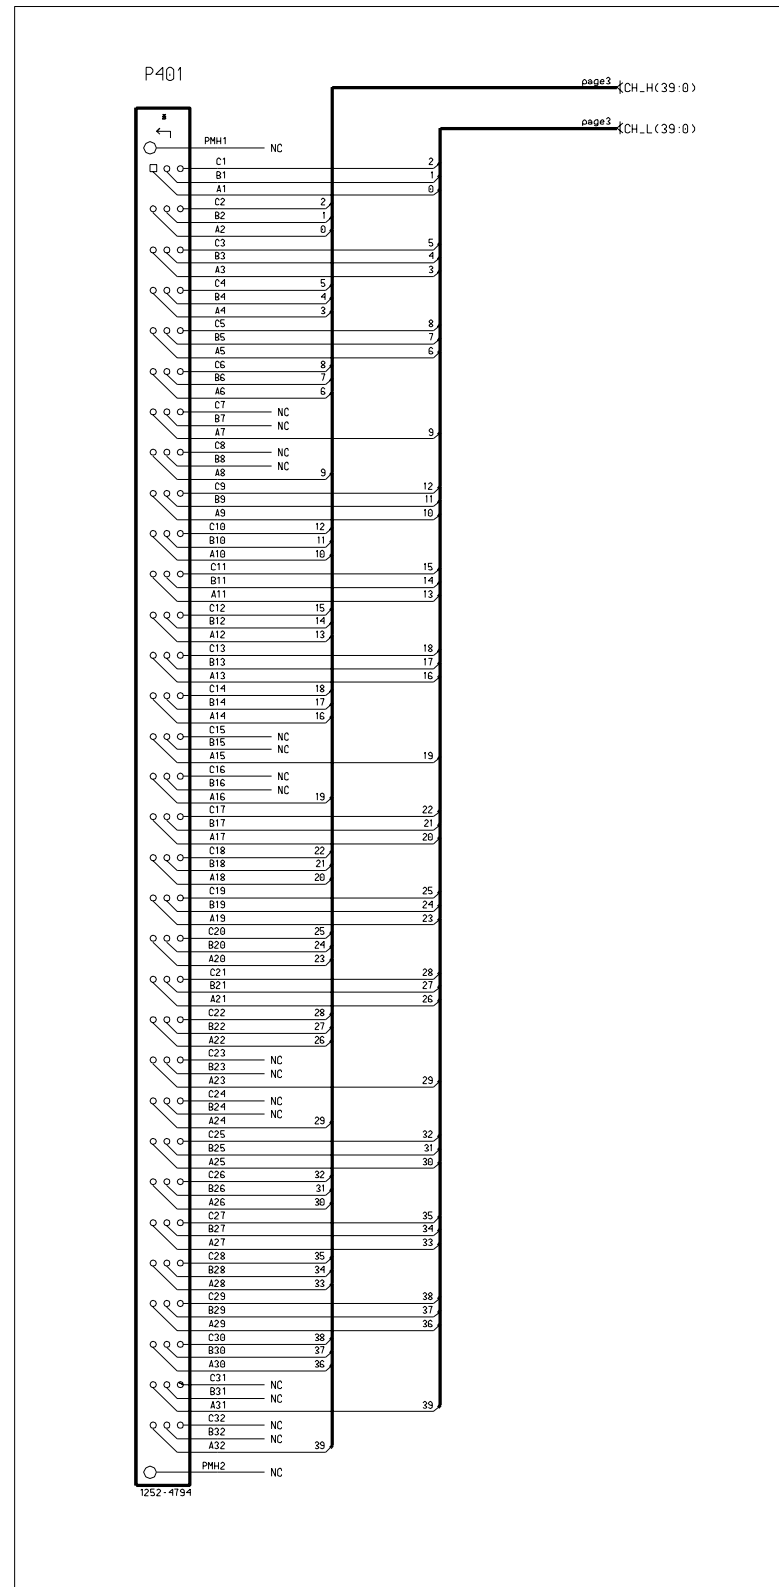 P401
page3 CH_H(39:0)
page3 CH_L(39:0)
*
PMH1 NC
C1 2
B1 1
A1 0
C2 2
B2 1
A2 0
C3 5
B3 4
A3 3
C4 5
B4 4
A4 3
C5 8
B5 7
A5 6
C6 8
B6 7
A6 6
C7 NC
B7 NC
A7 9
C8 NC
B8 NC
A8 9
C9 12
B9 11
A9 10
C10 12
B10 11
A10 10
C11 15
B11 14
A11 13
C12 15
B12 14
A12 13
C13 18
B13 17
A13 16
C14 18
B14 17
A14 16
C15 NC
B15 NC
A15 19
C16 NC
B16 NC
A16 19
C17 22
B17 21
A17 20
C18 22
B18 21
A18 20
C19 25
B19 24
A19 23
C20 25
B20 24
A20 23
C21 28
B21 27
A21 26
C22 28
B22 27
A22 26
C23 NC
B23 NC
A23 29
C24 NC
B24 NC
A24 29
C25 32
B25 31
A25 30
C26 32
B26 31
A26 30
C27 35
B27 34
A27 33
C28 35
B28 34
A28 33
C29 38
B29 37
A29 36
C30 38
B30 37
A30 36
C31 NC
B31 NC
A31 39
C32 NC
B32 NC
A32 39
PMH2 NC
1252-4794